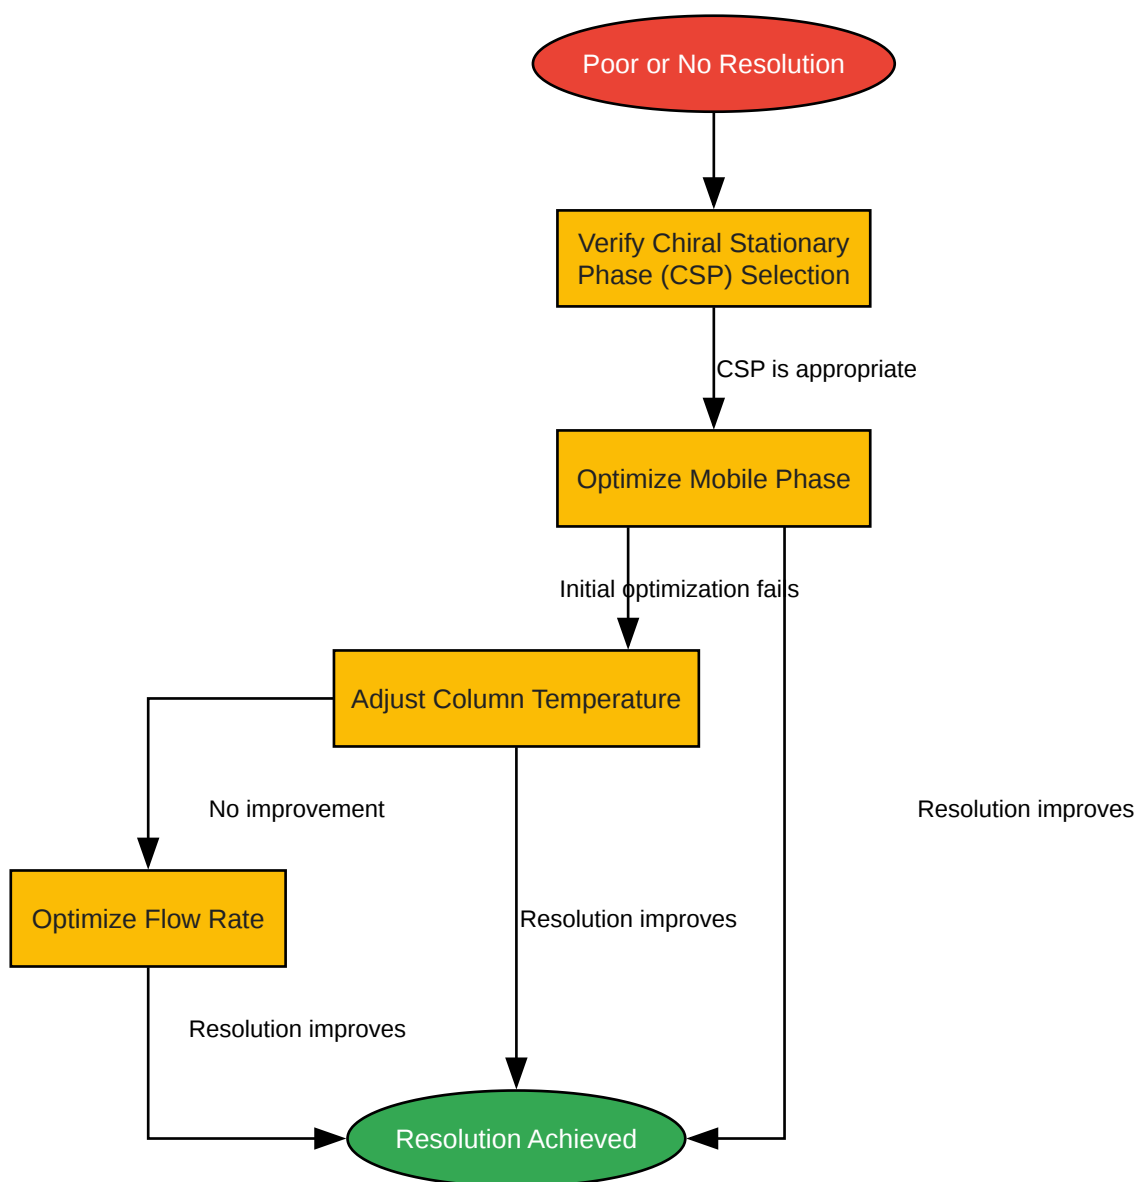 Poor or No Resolution
Verify Chiral Stationary
Phase (CSP) Selection
CSP is appropriate
Optimize Mobile Phase
Initial optimization fails
Adjust Column Temperature
No improvement
Resolution improves
Optimize Flow Rate
Resolution improves
Resolution improves
Resolution Achieved